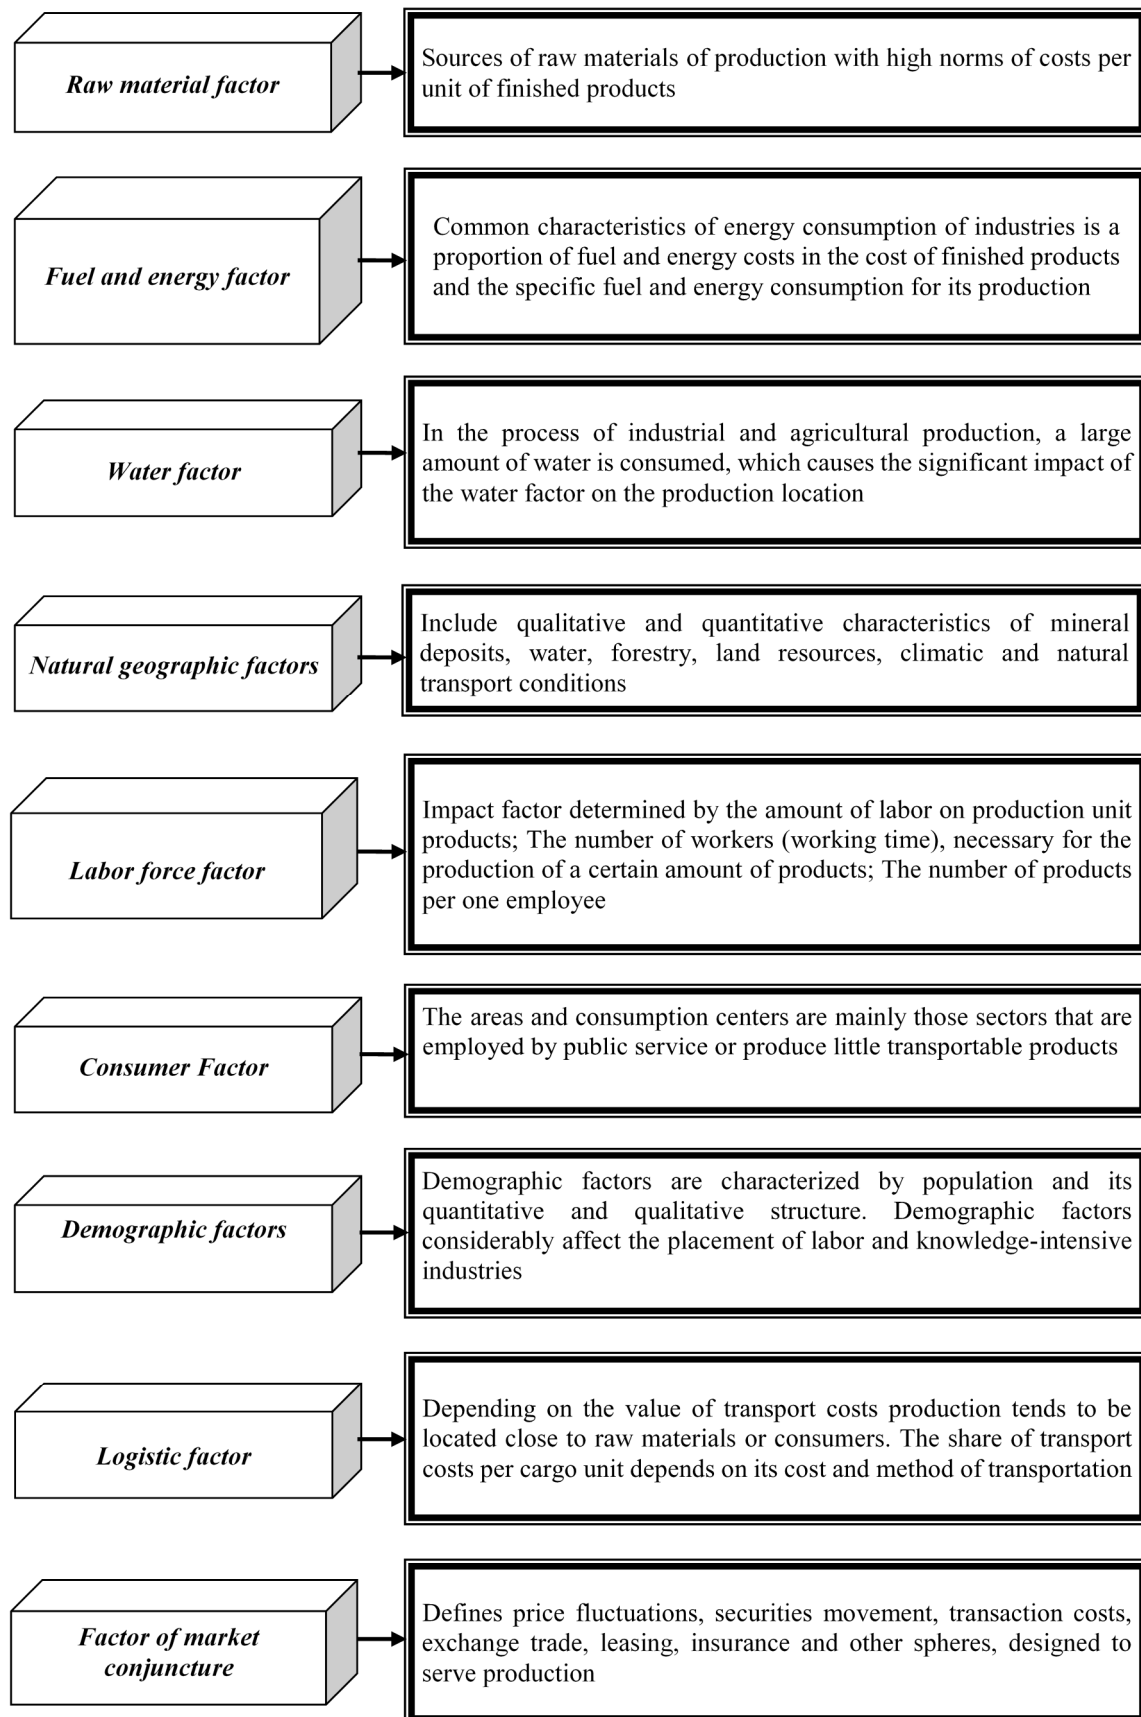 Raw material factor
Sources of raw materials of production with high norms of costs per
unit of finished products
Fuel and energy factor
Common characteristics of energy consumption of industries is a
proportion of fuel and energy costs in the cost of finished products
and the specific fuel and energy consumption for its production
Water factor
In the process of industrial and agricultural production, a large
amount of water is consumed, which causes the significant impact of
the water factor on the production location
Natural geographic factors
Include qualitative and quantitative characteristics of mineral
deposits, water, forestry, land resources, climatic and natural
transport conditions
Labor force factor
Impact factor determined by the amount of labor on production unit
products; The number of workers (working time), necessary for the
production of a certain amount of products; The number of products
per one employee
Consumer Factor
The areas and consumption centers are mainly those sectors that are
employed by public service or produce little transportable products
Demographic factors
Demographic factors are characterized by population and its
quantitative and qualitative structure. Demographic factors
considerably affect the placement of labor and knowledge-intensive
industries
Logistic factor
Depending on the value of transport costs production tends to be
located close to raw materials or consumers. The share of transport
costs per cargo unit depends on its cost and method of transportation
Factor of market
conjuncture
Defines price fluctuations, securities movement, transaction costs,
exchange trade, leasing, insurance and other spheres, designed to
serve production